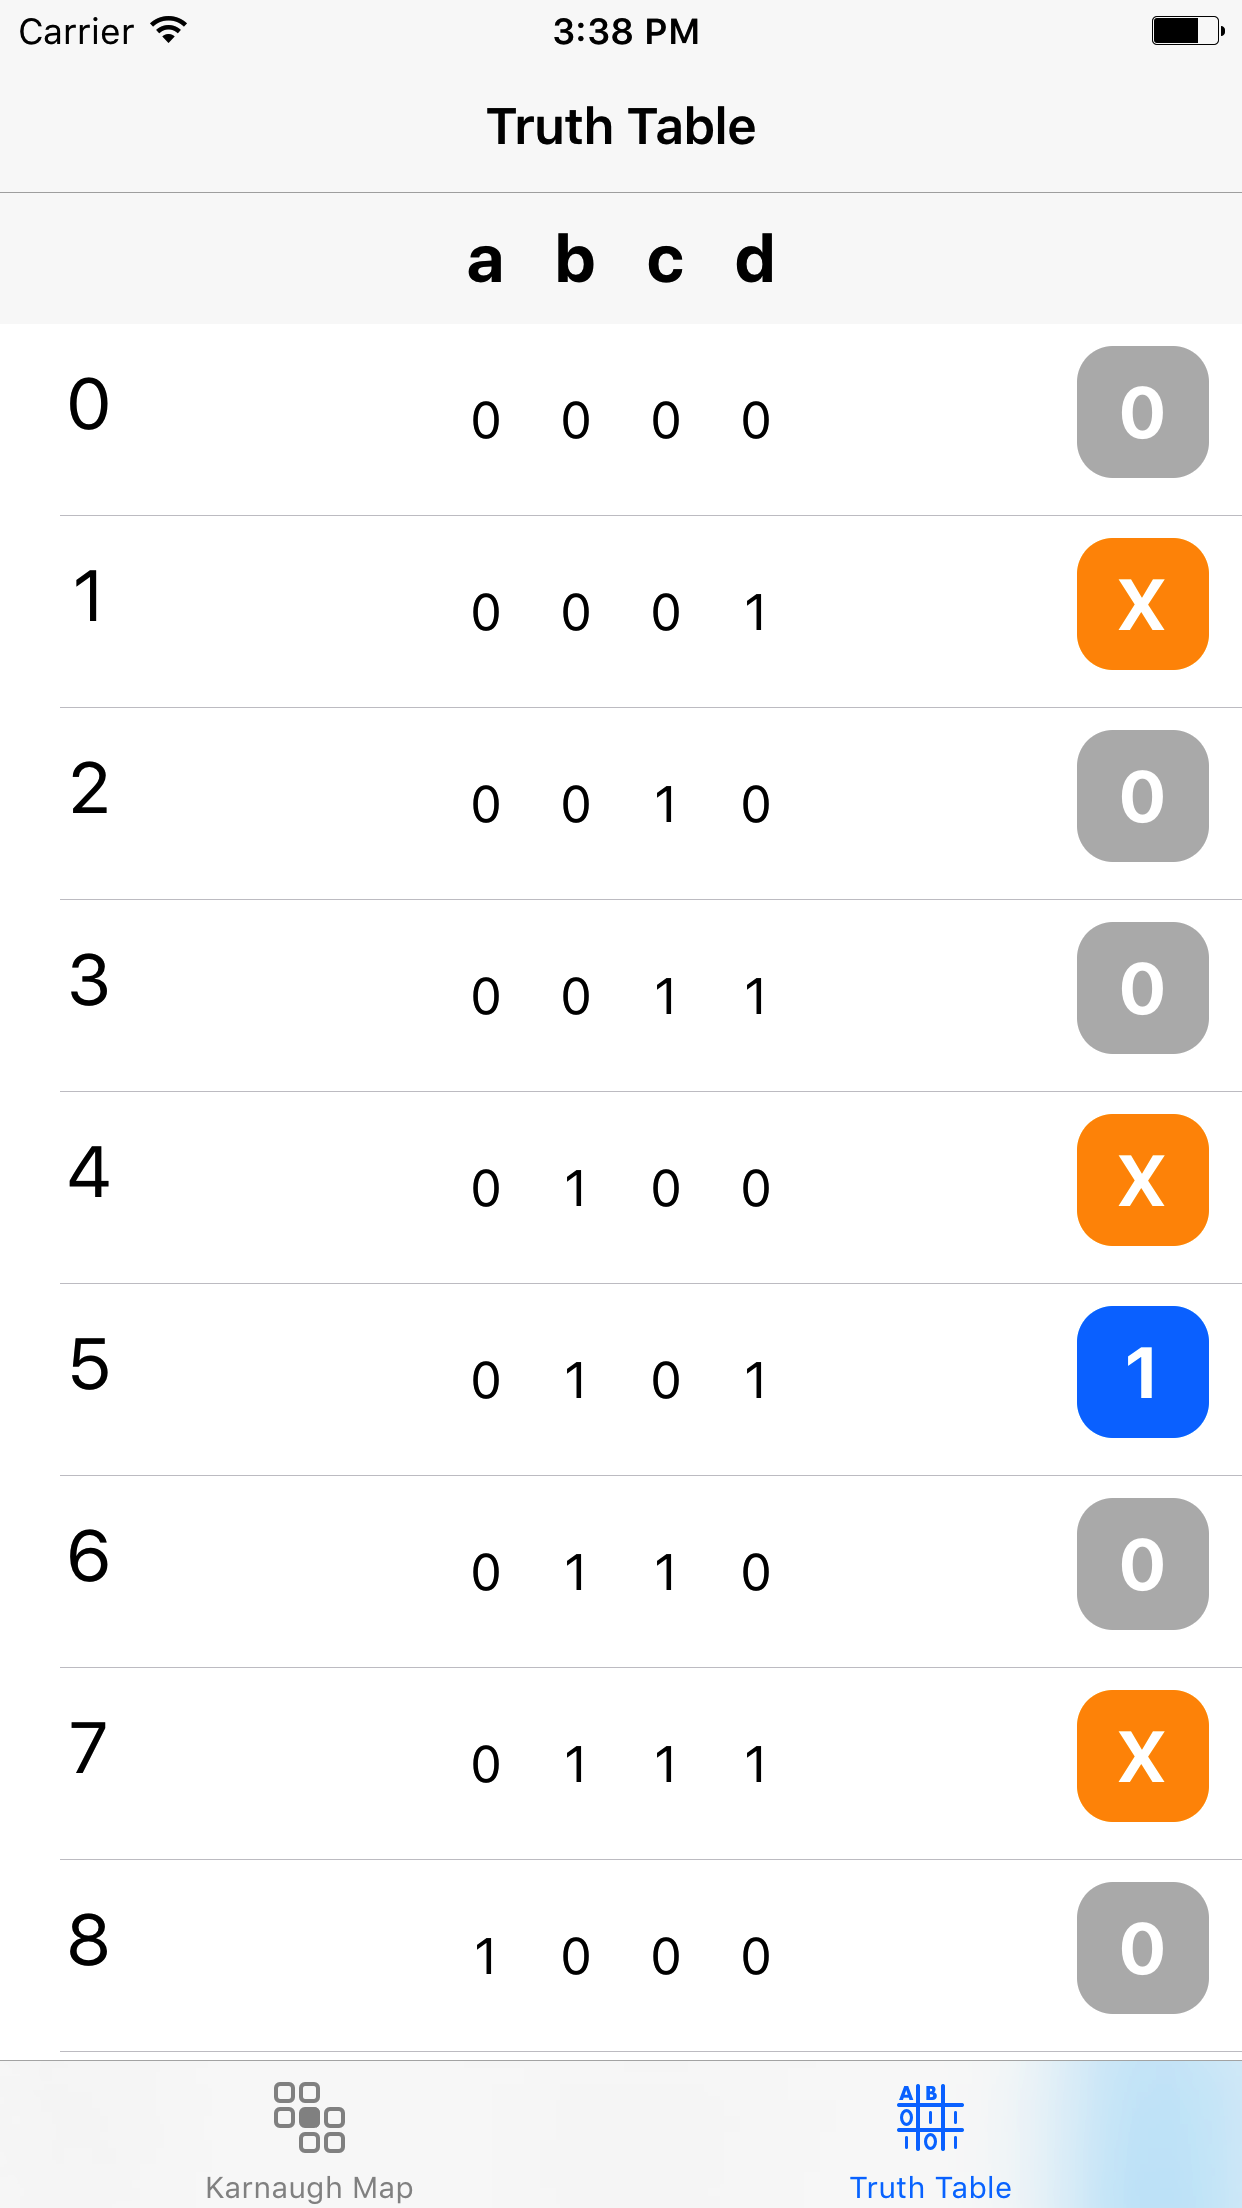 Carrier 3:38 PM
Truth Table
a b c d
0 0 0 0 0 0
1 0 0 0 1 X
2 0 0 1 0 0
3 0 0 1 1 0
4 0 1 0 0 X
5 0 1 0 1 1
6 0 1 1 0 0
7 0 1 1 1 X
8 1 0 0 0 0
A B
0 1 1
1 0 1
Karnaugh Map Truth Table